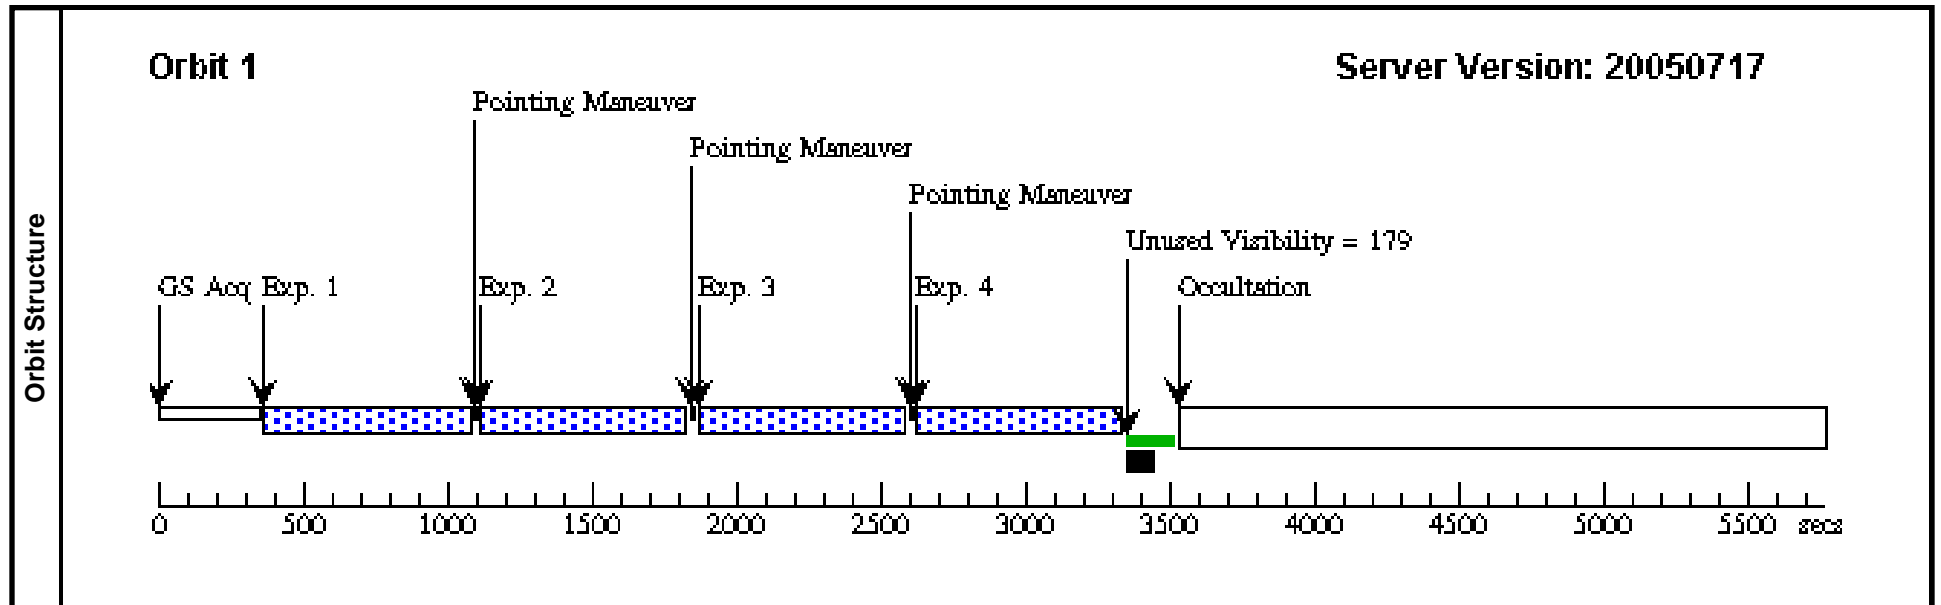 Orbit Structure
Orbit 1
Server Version: 20050717
Pointing Maneuver
Pointing Maneuver
Pointing Maneuver
Unused Visibility = 179
GS Acq Exp. 1 Exp. 2 Exp. 3 Exp. 4 Occultation
0 500 1000 1500 2000 2500 3000 3500 4000 4500 5000 5500 secs